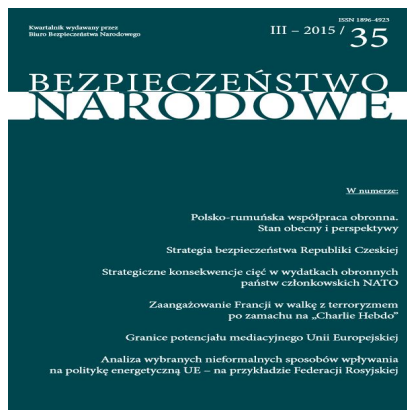 Kwartalnik wydawany przez
Biuro Bezpieczeństwa Narodowego
ISSN 1896-4923
III – 2015 / 35
BEZPIECZEŃSTWO
NARODOWE
W numerze:
Polsko-rumuńska współpraca obronna.
Stan obecny i perspektywy
Strategia bezpieczeństwa Republiki Czeskiej
Strategiczne konsekwencje cięć w wydatkach obronnych
państw członkowskich NATO
Zaangażowanie Francji w walkę z terroryzmem
po zamachu na „Charlie Hebdo”
Granice potencjału mediacyjnego Unii Europejskiej
Analiza wybranych nieformalnych sposobów wpływania
na politykę energetyczną UE – na przykładzie Federacji Rosyjskiej